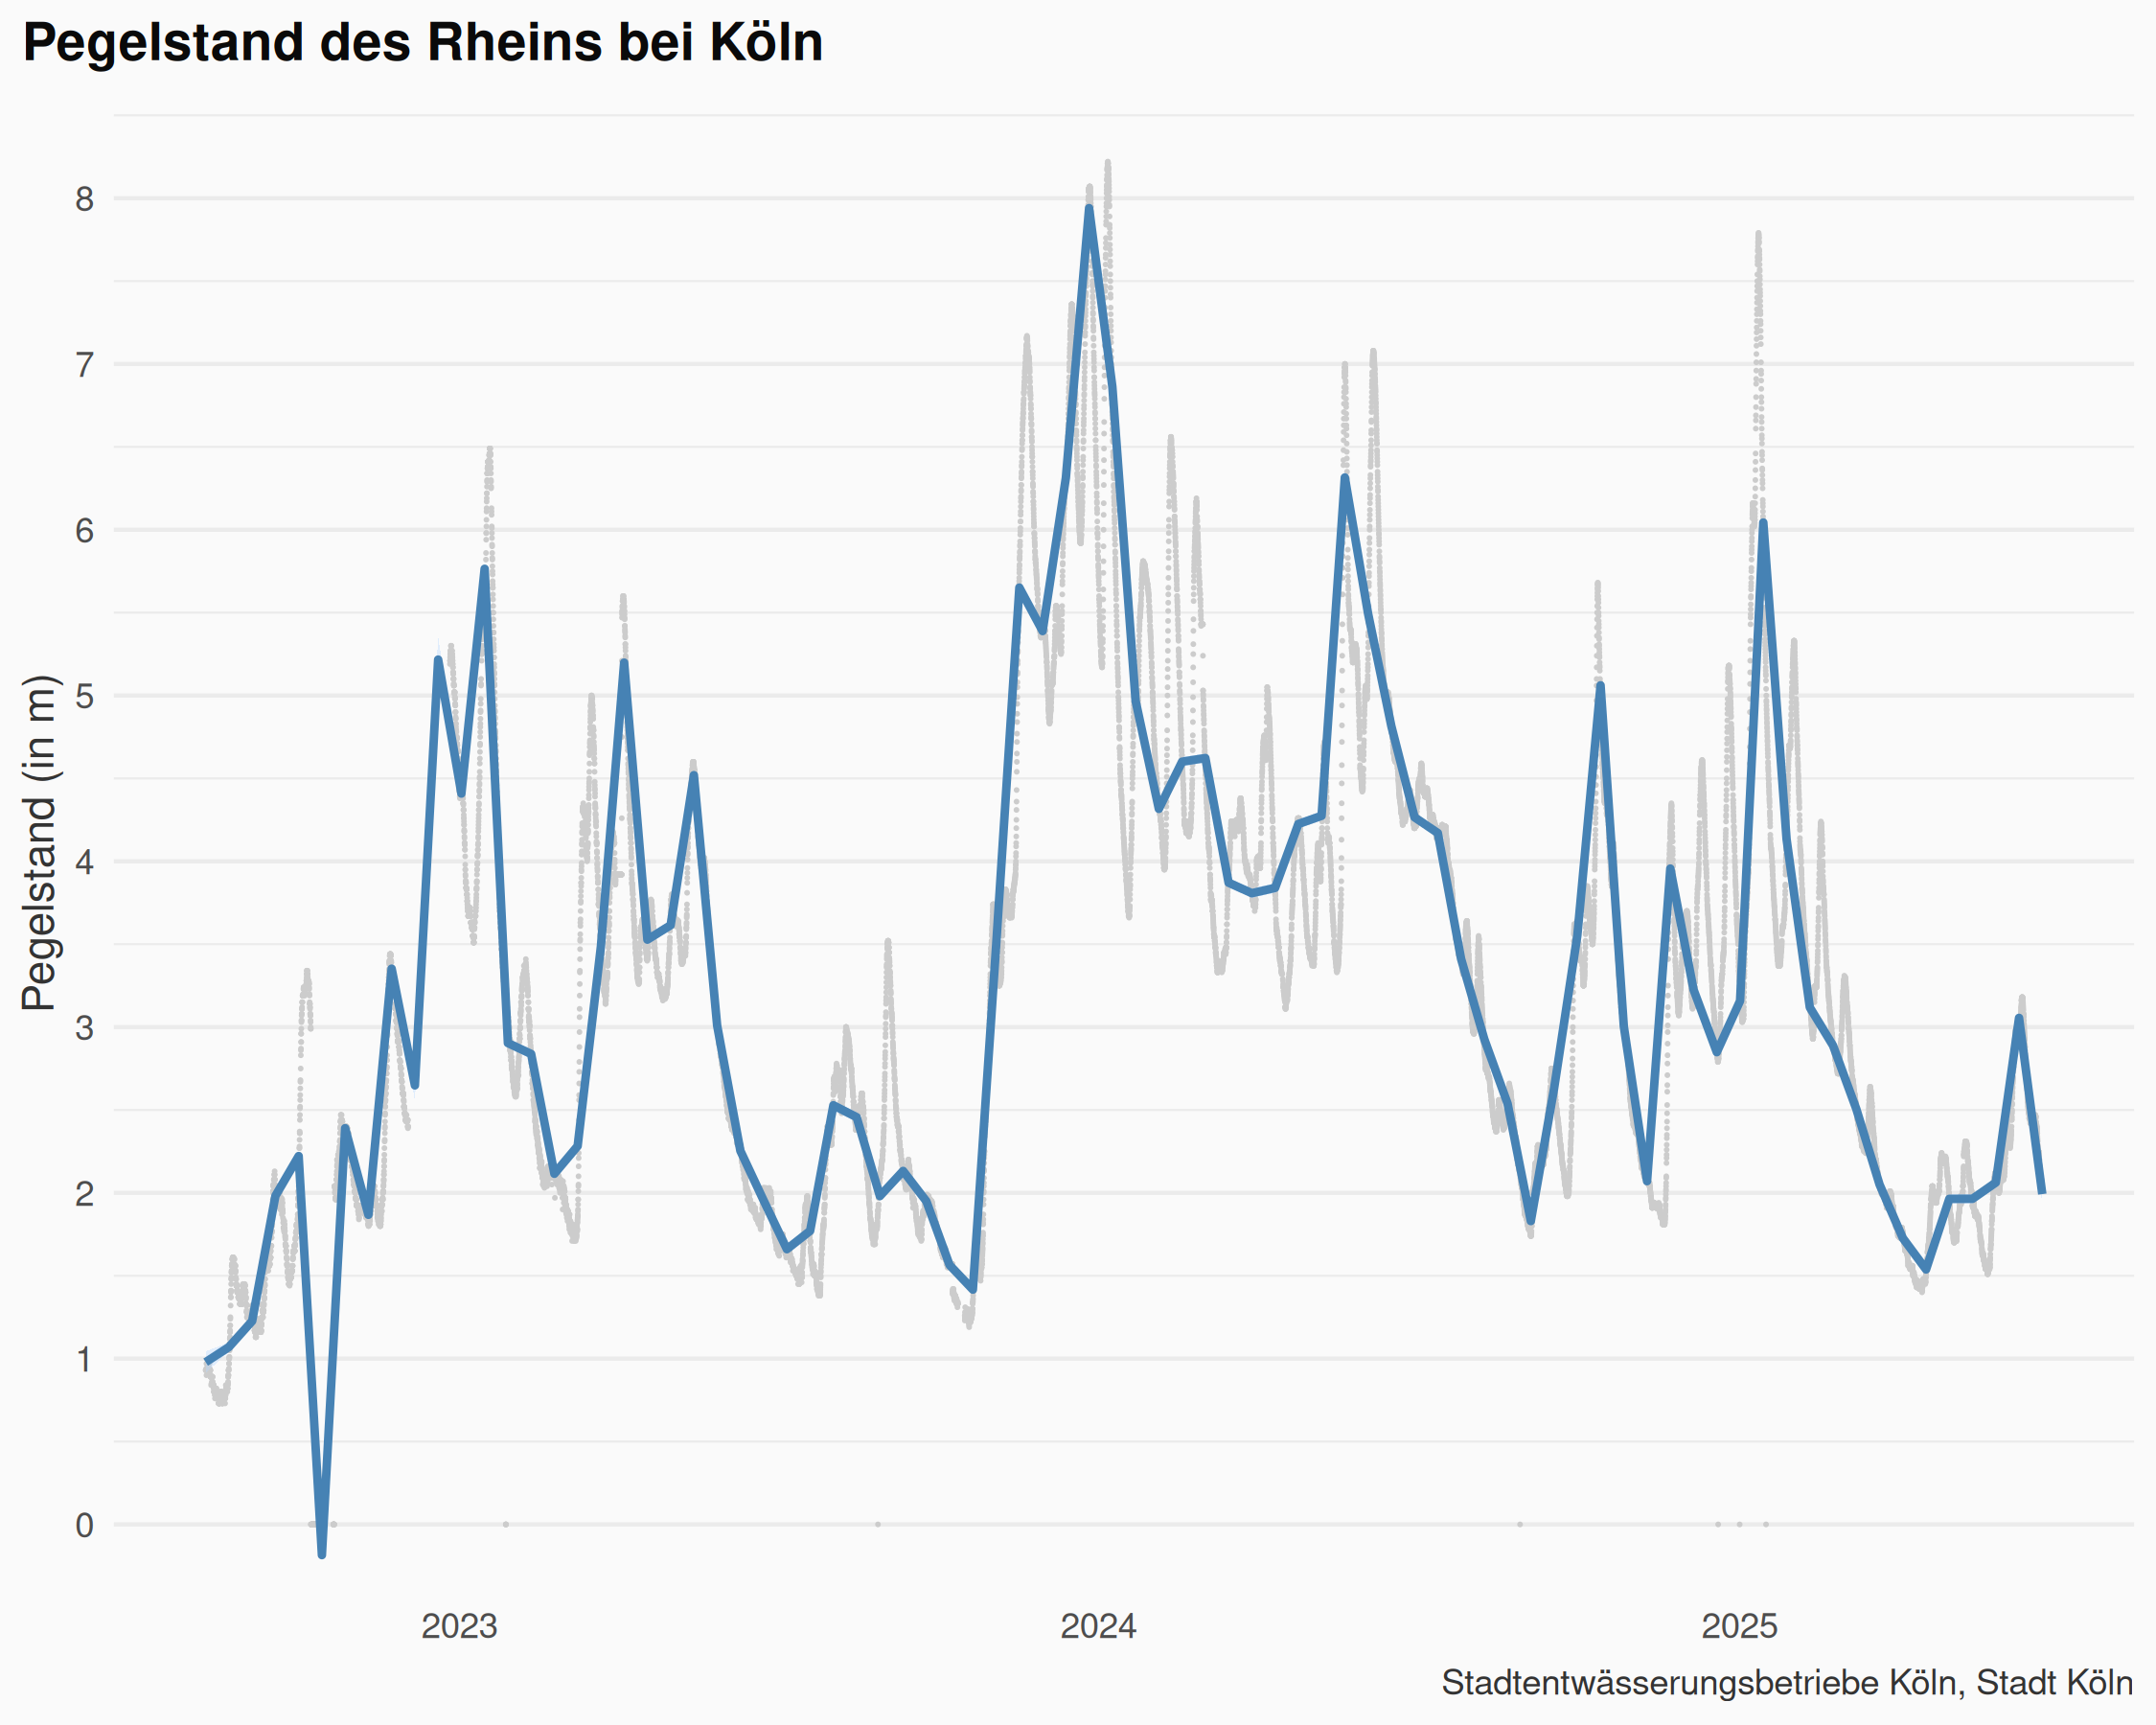 Pegelstand des Rheins bei Köln
Pegelstand (in m)
8
7
6
5
4
3
2
1
0
2023 2024 2025
Stadtentwässerungsbetriebe Köln, Stadt Köln